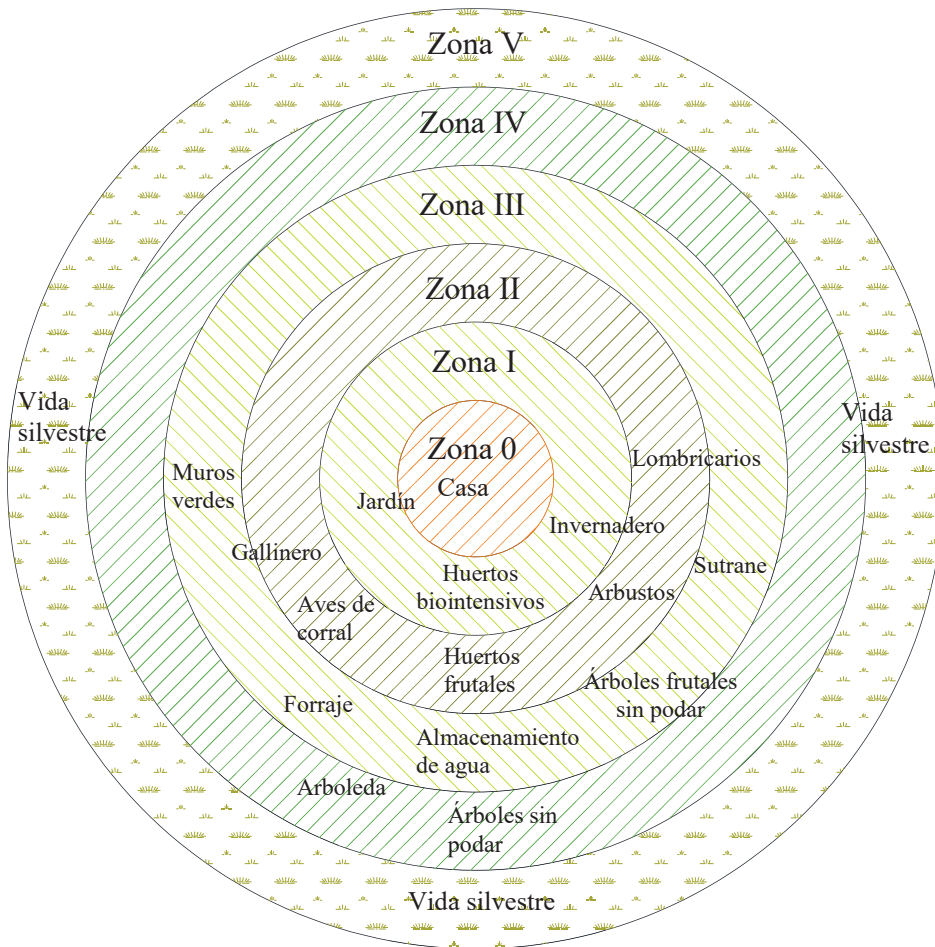 Zona V
Zona IV
Zona III
Zona II
Zona I
Zona 0
Casa
Vida
silvestre
Vida
silvestre
Muros
verdes
Lombricarios
Jardín
Invernadero
Gallinero
Huertos
biointensivos
Sutrane
Arbustos
Aves de
corral
Huertos
frutales
Árboles frutales
sin podar
Forraje
Almacenamiento
de agua
Arboleda
Árboles sin
podar
Vida silvestre